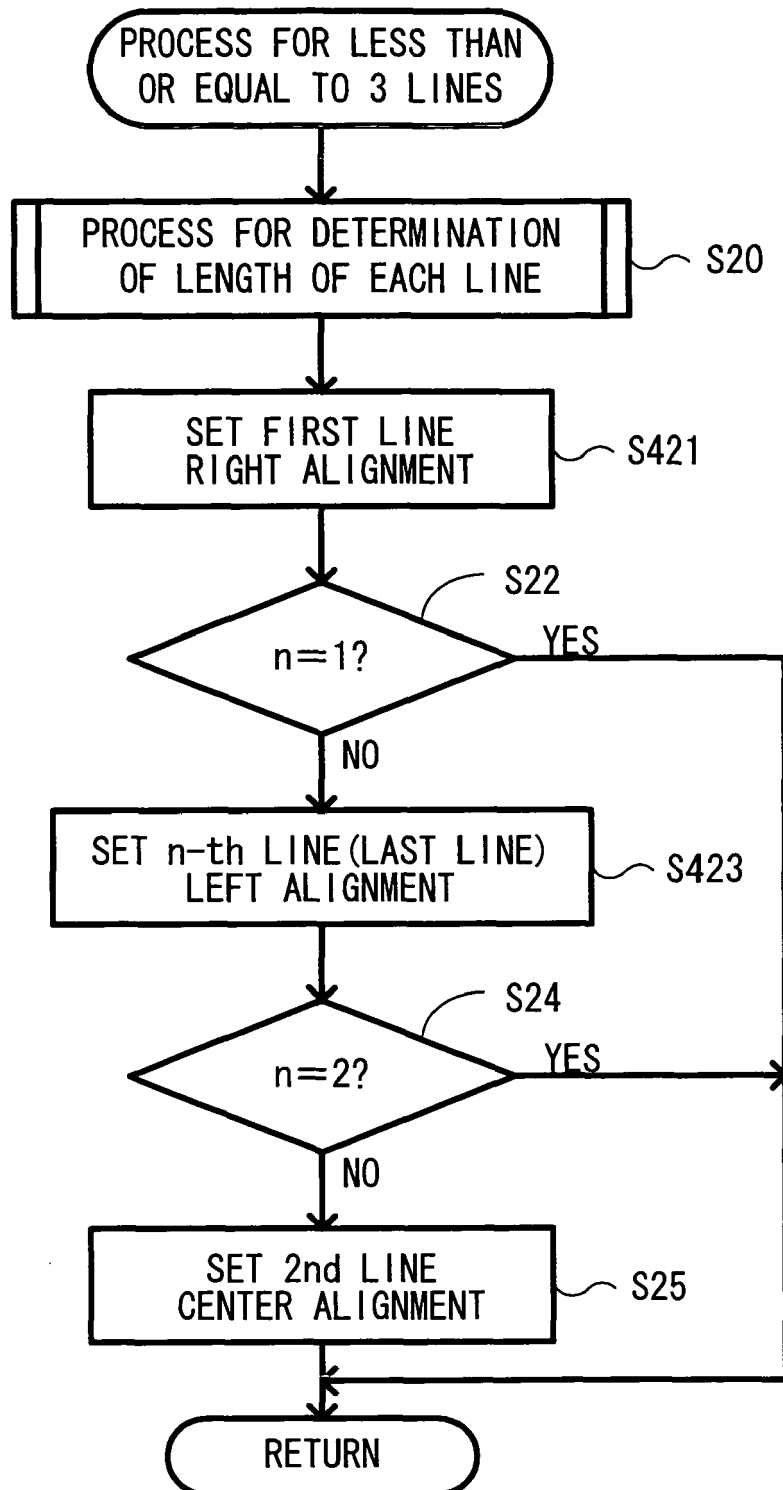 PROCESS FOR LESS THAN
OR EQUAL TO 3 LINES
PROCESS FOR DETERMINATION
OF LENGTH OF EACH LINE
S20
SET FIRST LINE
RIGHT ALIGNMENT
S421
S22
n=1?
YES
NO
SET n-th LINE(LAST LINE)
LEFT ALIGNMENT
S423
S24
n=2?
YES
NO
SET 2nd LINE
CENTER ALIGNMENT
S25
RETURN